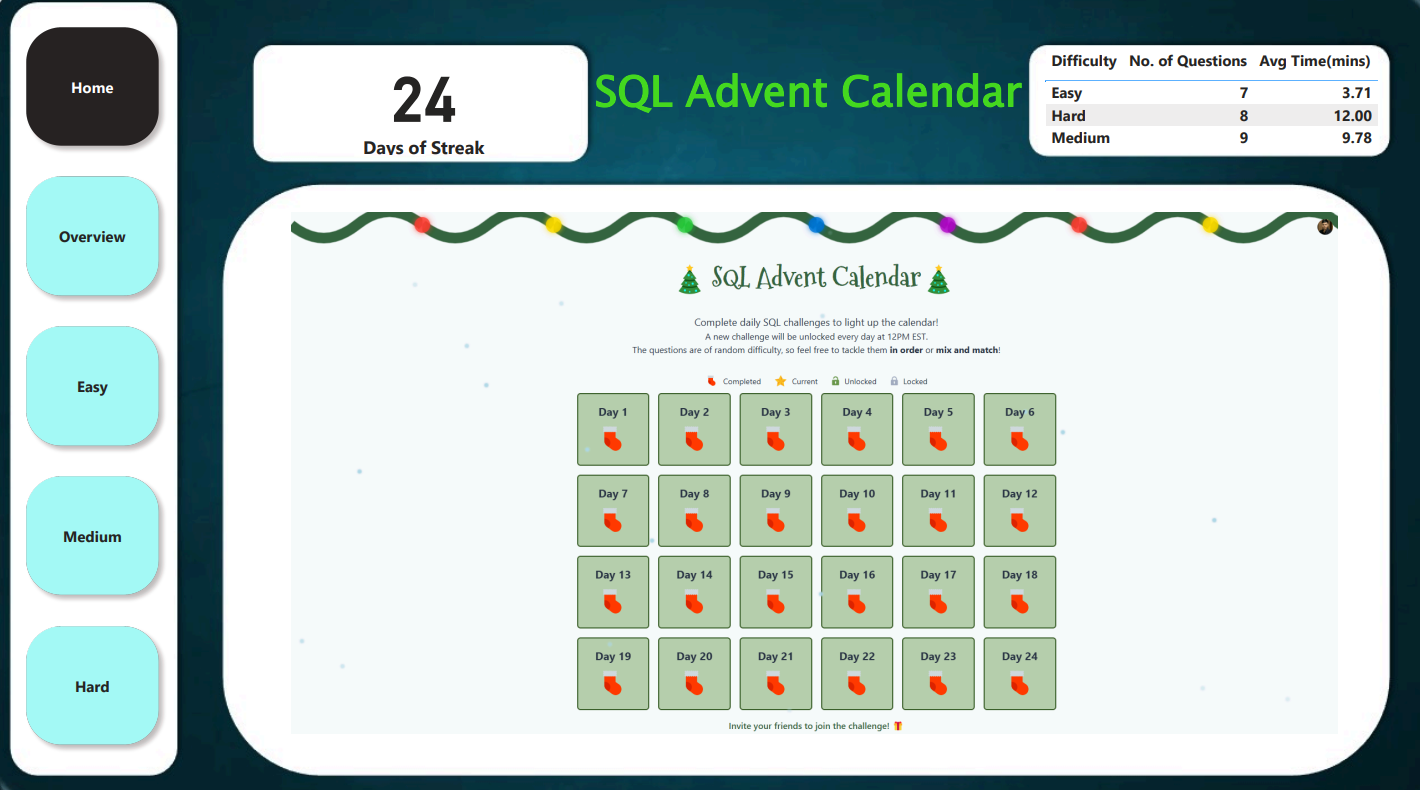 Home
Overview
Easy
Medium
Hard
24
Days of Streak
SQL Advent Calendar
Difficulty No. of Questions Avg Time(mins)
Easy 7 3.71
Hard 8 12.00
Medium 9 9.78
SQL Advent Calendar
Complete daily SQL challenges to light up the calendar!
A new challenge will be unlocked every day at 12PM EST.
The questions are of random difficulty, so feel free to tackle them in order or mix and match!
Completed Current Unlocked Locked
Day 1 Day 2 Day 3 Day 4 Day 5 Day 6
Day 7 Day 8 Day 9 Day 10 Day 11 Day 12
Day 13 Day 14 Day 15 Day 16 Day 17 Day 18
Day 19 Day 20 Day 21 Day 22 Day 23 Day 24
Invite your friends to join the challenge!